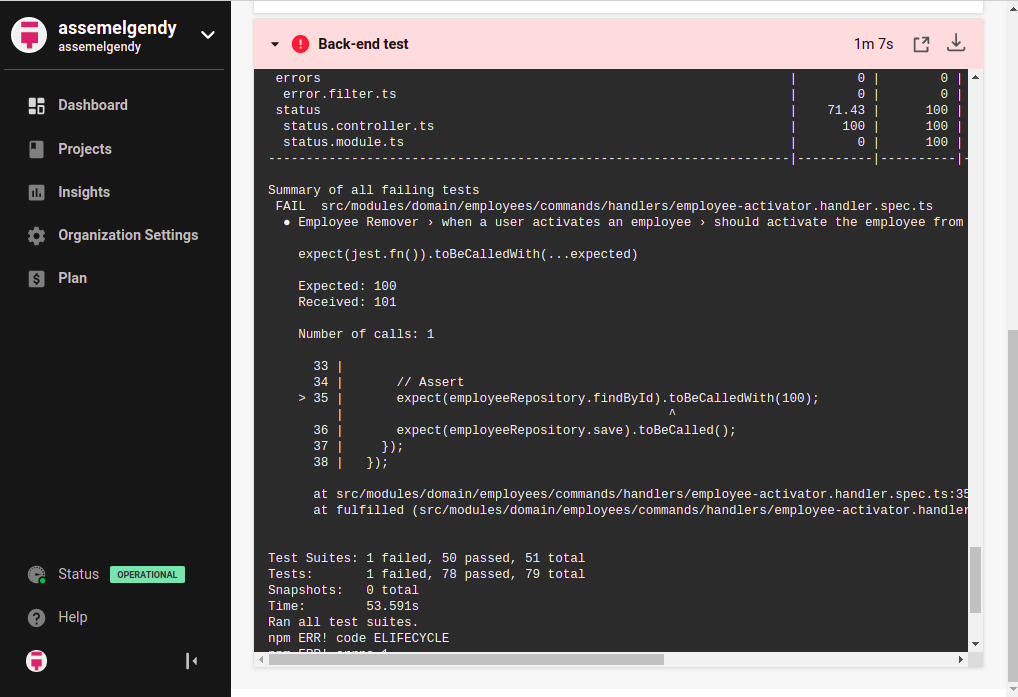 assemelgendy
assemelgendy
Dashboard
Projects
Insights
Organization Settings
$ Plan
Status OPERATIONAL
? Help
! Back-end test 1m 7s
errors | 0 | 0 |
error.filter.ts | 0 | 0 |
status | 71.43 | 100 |
status.controller.ts | 100 | 100 |
status.module.ts | 0 | 100 |
---------------------------------------------------------------------|----------|----------|-
Summary of all failing tests
FAIL src/modules/domain/employees/commands/handlers/employee-activator.handler.spec.ts
● Employee Remover › when a user activates an employee › should activate the employee from
expect(jest.fn()).toBeCalledWith(...expected)
Expected: 100
Received: 101
Number of calls: 1
33 |
34 | // Assert
> 35 | expect(employeeRepository.findById).toBeCalledWith(100);
| ^
36 | expect(employeeRepository.save).toBeCalled();
37 | });
38 | });
at src/modules/domain/employees/commands/handlers/employee-activator.handler.spec.ts:35
at fulfilled (src/modules/domain/employees/commands/handlers/employee-activator.handler
Test Suites: 1 failed, 50 passed, 51 total
Tests: 1 failed, 78 passed, 79 total
Snapshots: 0 total
Time: 53.591s
Ran all test suites.
npm ERR! code ELIFECYCLE
npm ERR! errno 1